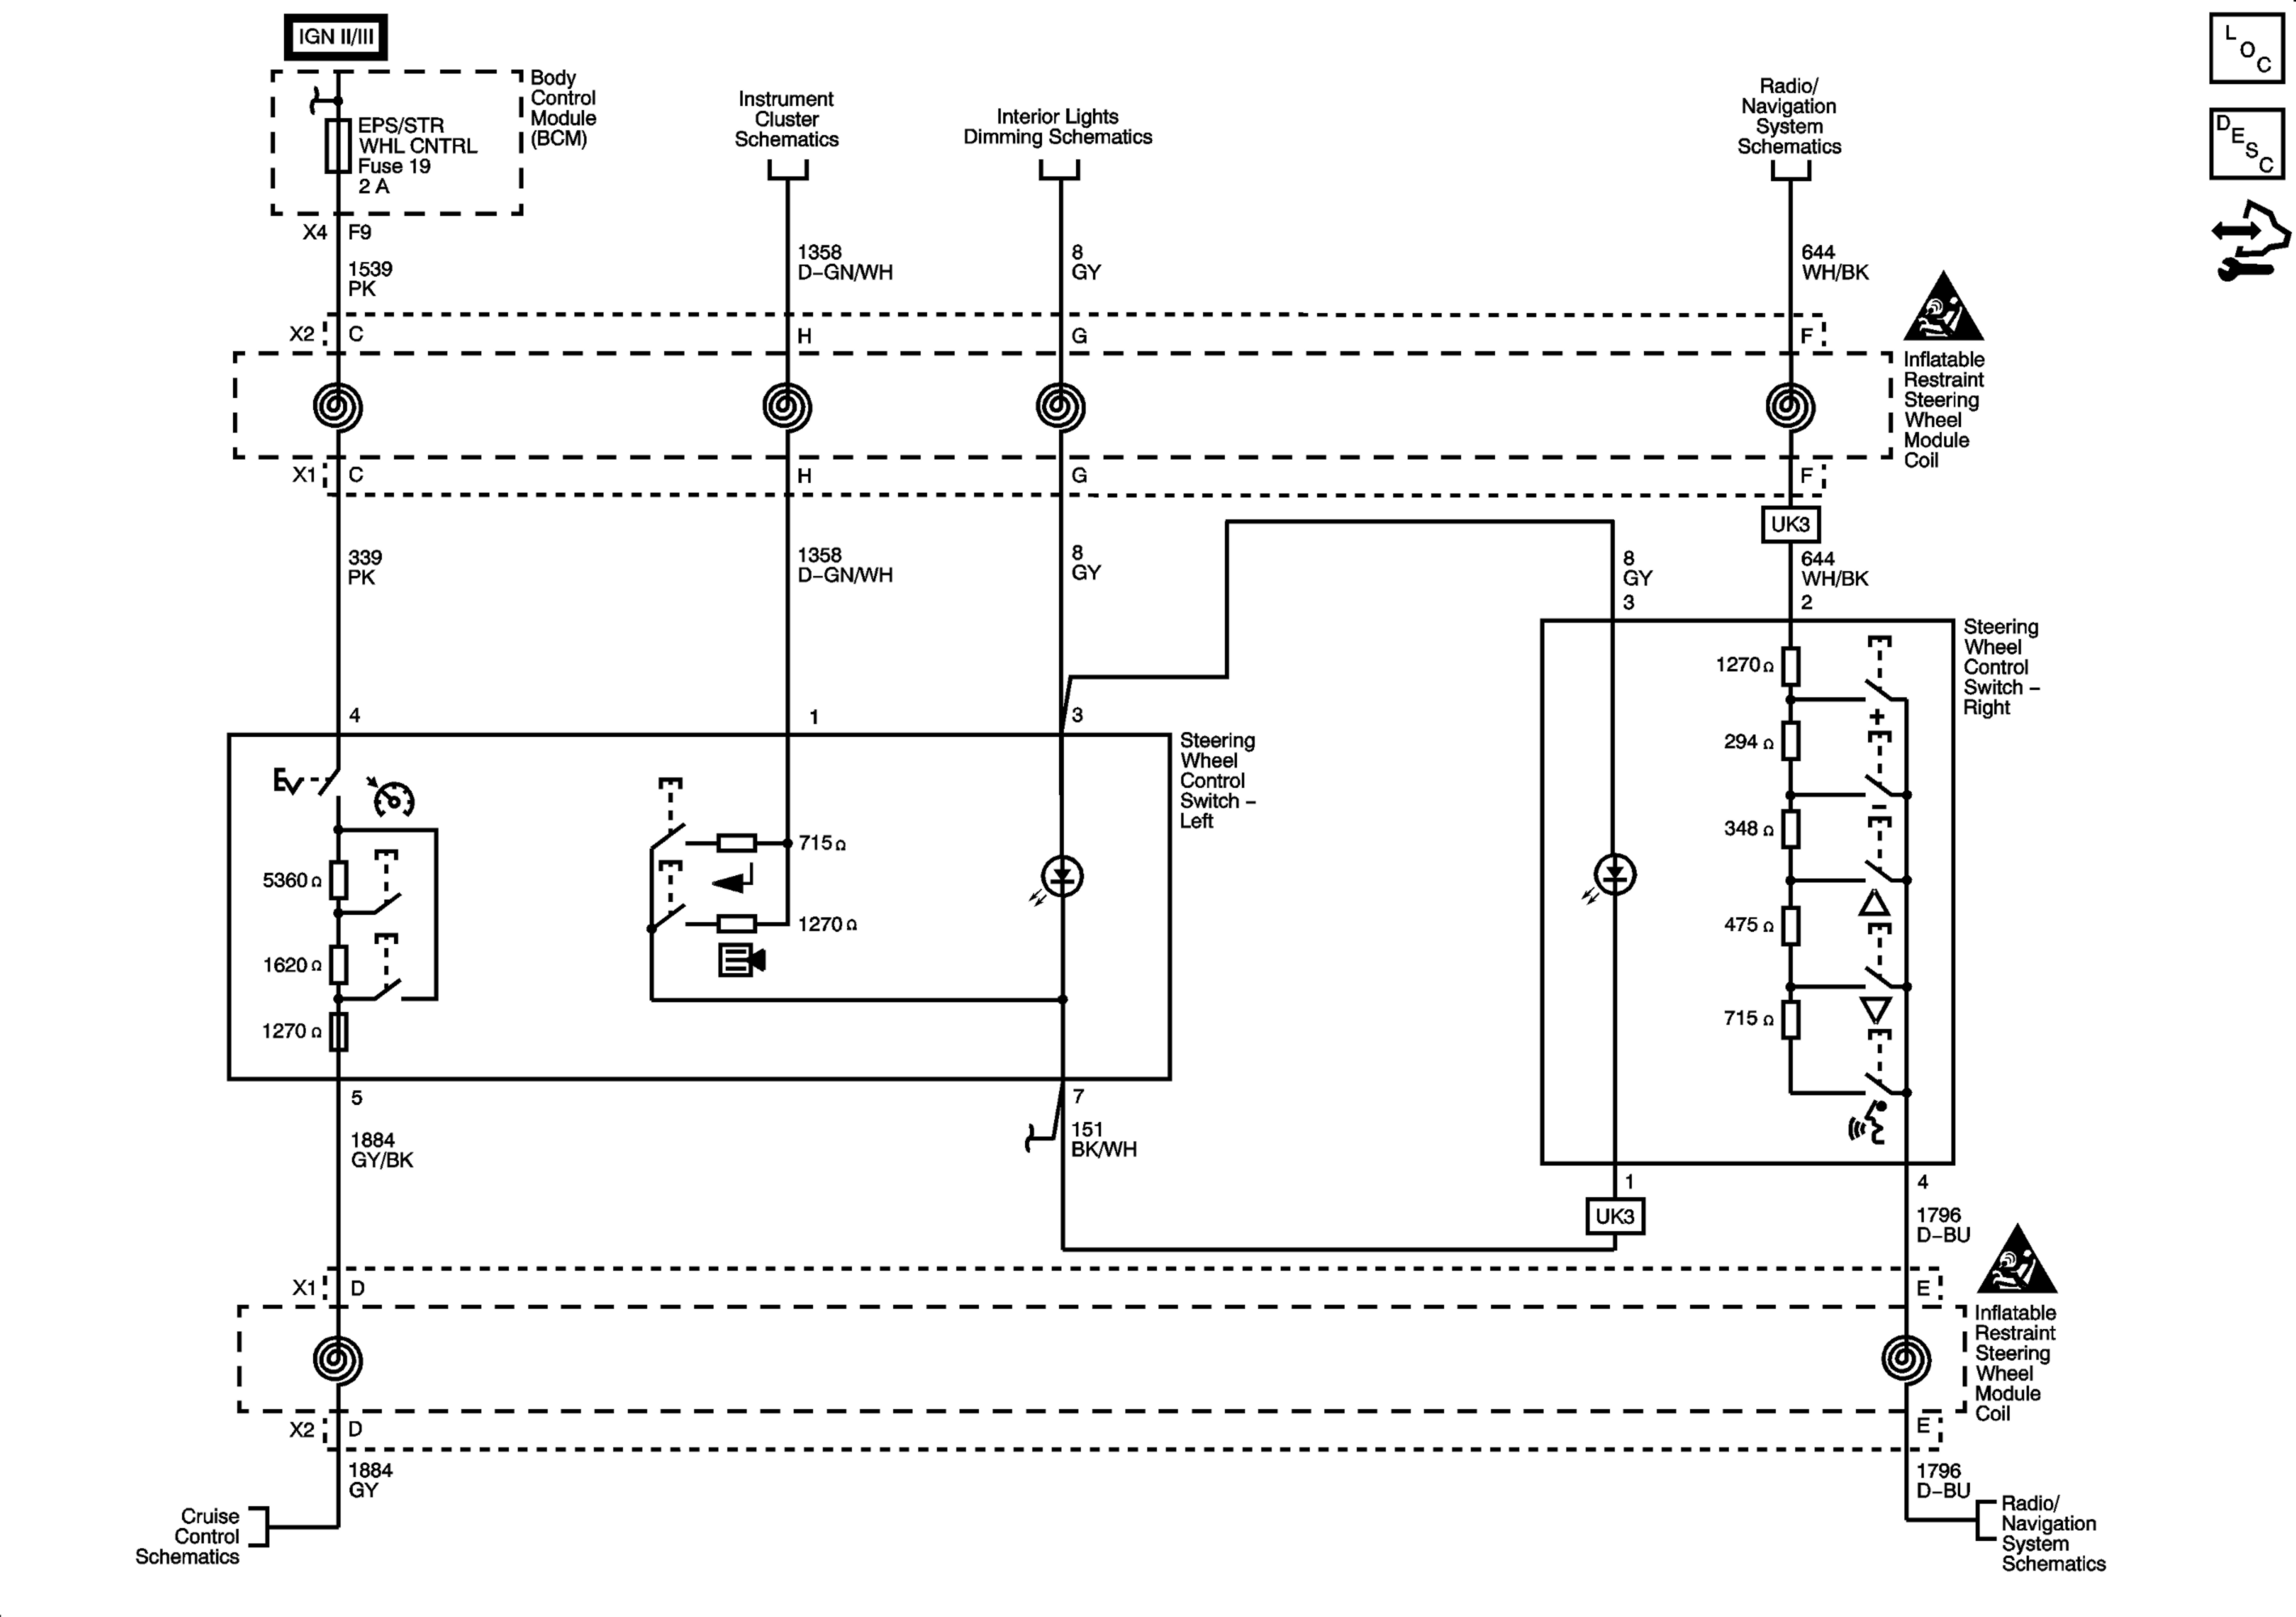 IGN II/III
L
O
C
Body
Control
Module
(BCM)
EPS/STR
WHL CNTRL
Fuse 19
2 A
Instrument
Cluster
Schematics
Interior Lights
Dimming Schematics
Radio/
Navigation
System
Schematics
D
E
S
C
X4 F9
1539
PK
1358
D-GN/WH
8
GY
644
WH/BK
X2 C
H
G
F
Inflatable
Restraint
Steering
Wheel
Module
Coil
X1 C
H
G
F
UK3
339
PK
1358
D-GN/WH
8
GY
8
GY
3
644
WH/BK
2
4
1
3
Steering
Wheel
Control
Switch –
Left
Steering
Wheel
Control
Switch –
Right
5360 Ω
1620 Ω
1270 Ω
715 Ω
1270 Ω
1270 Ω
+
294 Ω
–
348 Ω
475 Ω
715 Ω
5
1884
GY/BK
7
151
BK/WH
1
UK3
4
1796
D-BU
X1 D
E
Inflatable
Restraint
Steering
Wheel
Module
Coil
X2 D
E
1884
GY
1796
D-BU
Cruise
Control
Schematics
Radio/
Navigation
System
Schematics